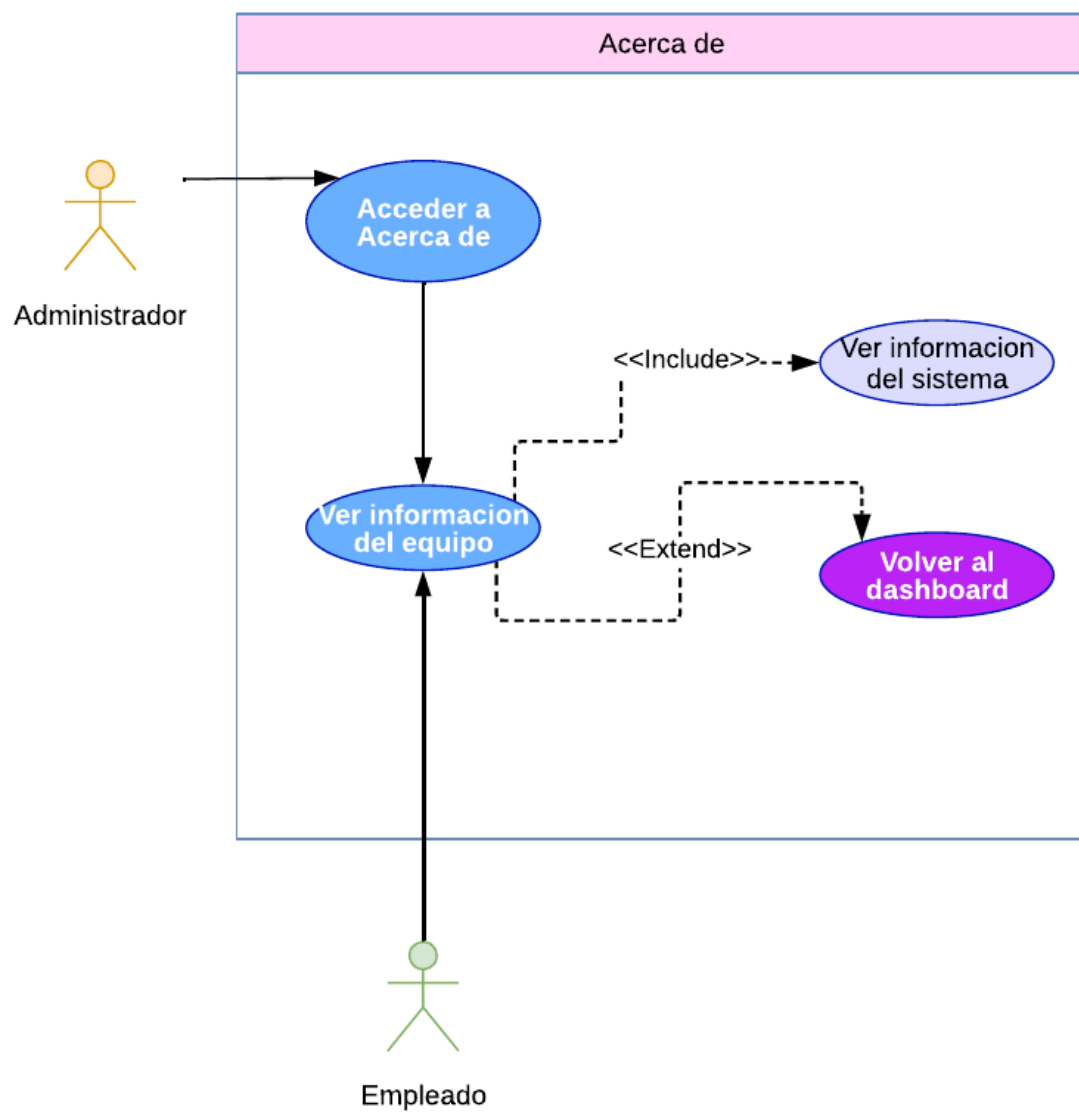 Acerca de
Acceder a
Acerca de
Administrador
<<Include>>
Ver informacion
del sistema
Ver informacion
del equipo
<<Extend>>
Volver al
dashboard
Empleado